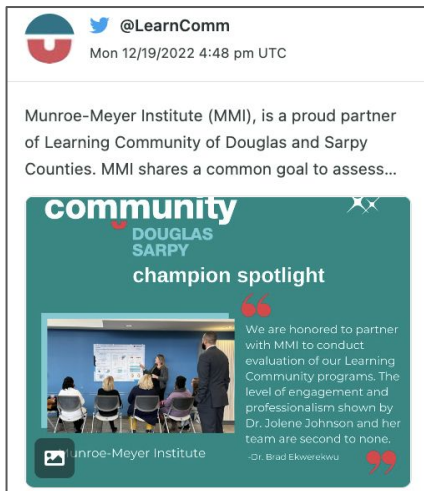 @LearnComm
Mon 12/19/2022 4:48 pm UTC
Munroe-Meyer Institute (MMI), is a proud partner
of Learning Community of Douglas and Sarpy
Counties. MMI shares a common goal to assess...
community
DOUGLAS
SARPY
champion spotlight
“
We are honored to partner
with MMI to conduct
evaluation of our Learning
Community programs. The
level of engagement and
professionalism shown by
Dr. Jolene Johnson and her
team are second to none.
-Dr. Brad Ekwerekwu
”
Munroe-Meyer Institute